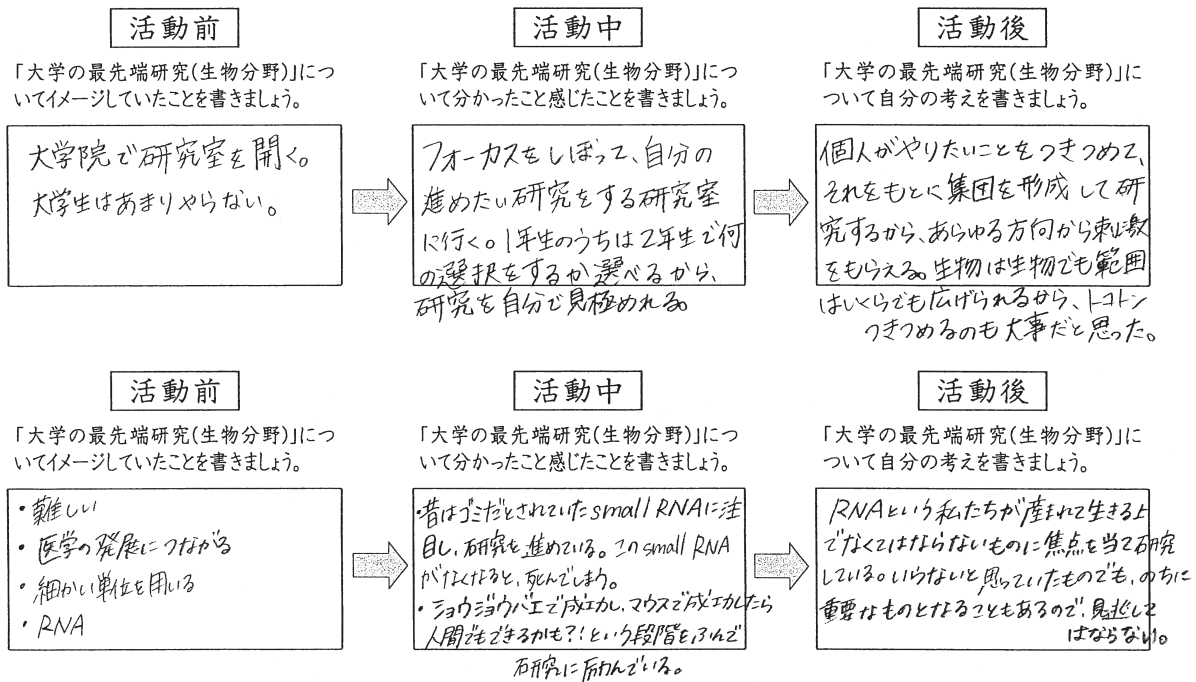 活動前
「大学の最先端研究(生物分野)」につ
いてイメージしていたことを書きましょう。
大学院で研究室を開く。
大学生はあまりやらない。
活動中
「大学の最先端研究(生物分野)」につ
いて分かったこと感じたことを書きましょう。
フォーカスをしぼって、自分の
進めたい研究をする研究室
に行く。1年生のうちは2年生で何
の選択をするか選べるから、
研究を自分で見極めれる。
活動後
「大学の最先端研究(生物分野)」に
ついて自分の考えを書きましょう。
個人がやりたいことをつきつめて、
それをもとに集団を形成して研
究するから、あらゆる方向から刺激
をもらえる。生物は生物でも範囲
はいくらでも広げられるから、トコトン
つきつめるのも大事だと思った。
活動前
「大学の最先端研究(生物分野)」につ
いてイメージしていたことを書きましょう。
・難しい
・医学の発展につながる
・細かい単位を用いる
・RNA
活動中
「大学の最先端研究(生物分野)」につ
いて分かったこと感じたことを書きましょう。
・昔はゴミだとされていたsmall RNAに注
目し、研究を進めている。このsmall RNA
がなくなると、死んでしまう。
・ショウジョウバエで成功し、マウスで成功したら
人間でもできるかも?!という段階をふんで
研究に励んでいる。
活動後
「大学の最先端研究(生物分野)」に
ついて自分の考えを書きましょう。
RNAという私たちが産まれて生きる上
でなくてはならないものに焦点を当て研究
している。いらないと思っていたものでも、のちに
重要なものとなることもあるので、見逃して
はならない。